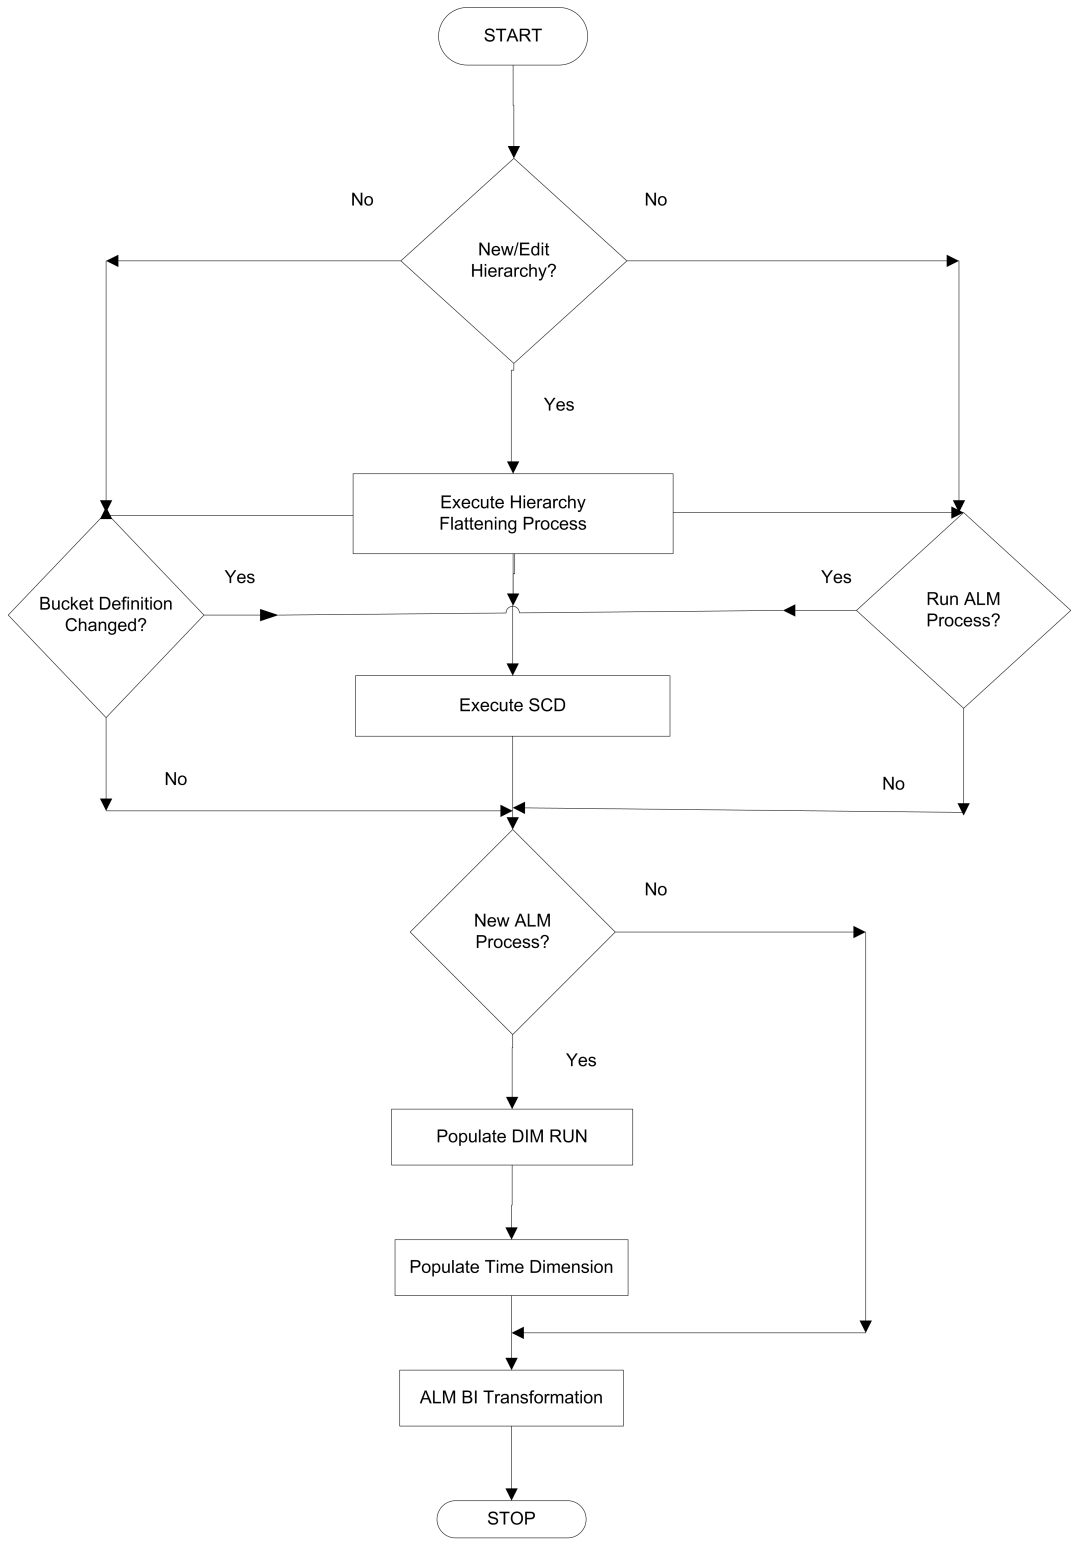 START
No
No
New/Edit
Hierarchy?
Yes
Execute Hierarchy
Flattening Process
Yes
Yes
Bucket Definition
Changed?
Run ALM
Process?
Execute SCD
No
No
No
New ALM
Process?
Yes
Populate DIM RUN
Populate Time Dimension
ALM BI Transformation
STOP